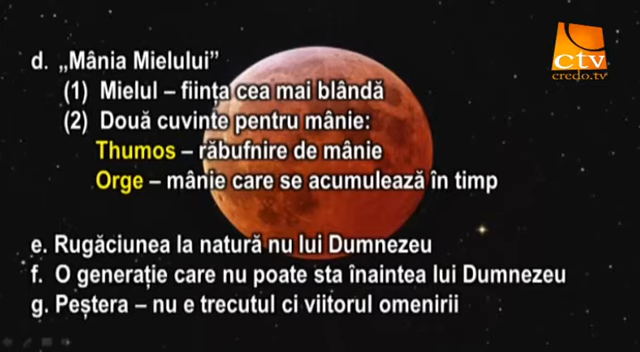 d. „Mânia Mielului”
(1) Mielul – ființa cea mai blândă
(2) Două cuvinte pentru mânie:
Thumos – răbufnire de mânie
Orge – mânie care se acumulează în timp
e. Rugăciunea la natură nu lui Dumnezeu
f. O generație care nu poate sta înaintea lui Dumnezeu
g. Peștera – nu e trecutul ci viitorul omenirii
ctv
credo.tv